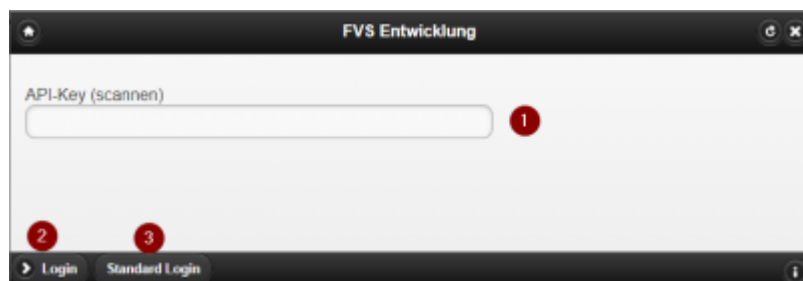 FVS Entwicklung
API-Key (scannen)
1
2
3
Login
Standard Login
i